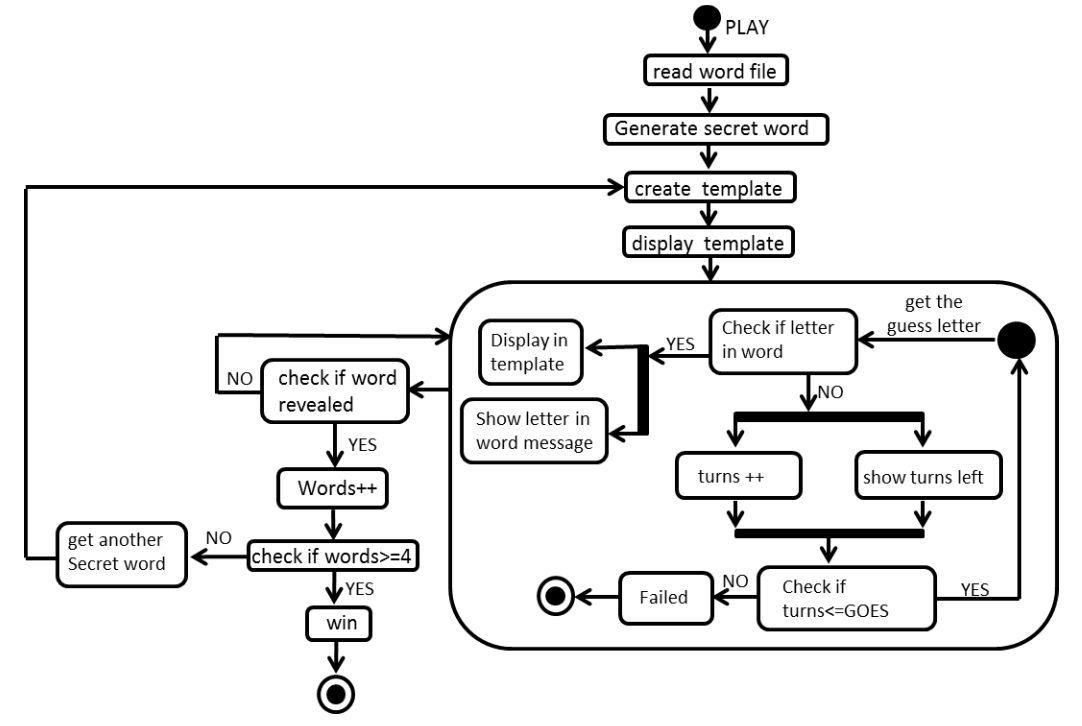 PLAY
read word file
Generate secret word
create template
display template
get the
guess letter
Check if letter
in word
YES
Display in
template
Show letter in
word message
NO
turns ++
show turns left
Check if
turns<=GOES
YES
NO
Failed
check if word
revealed
NO
YES
Words++
check if words>=4
NO
get another
Secret word
YES
win